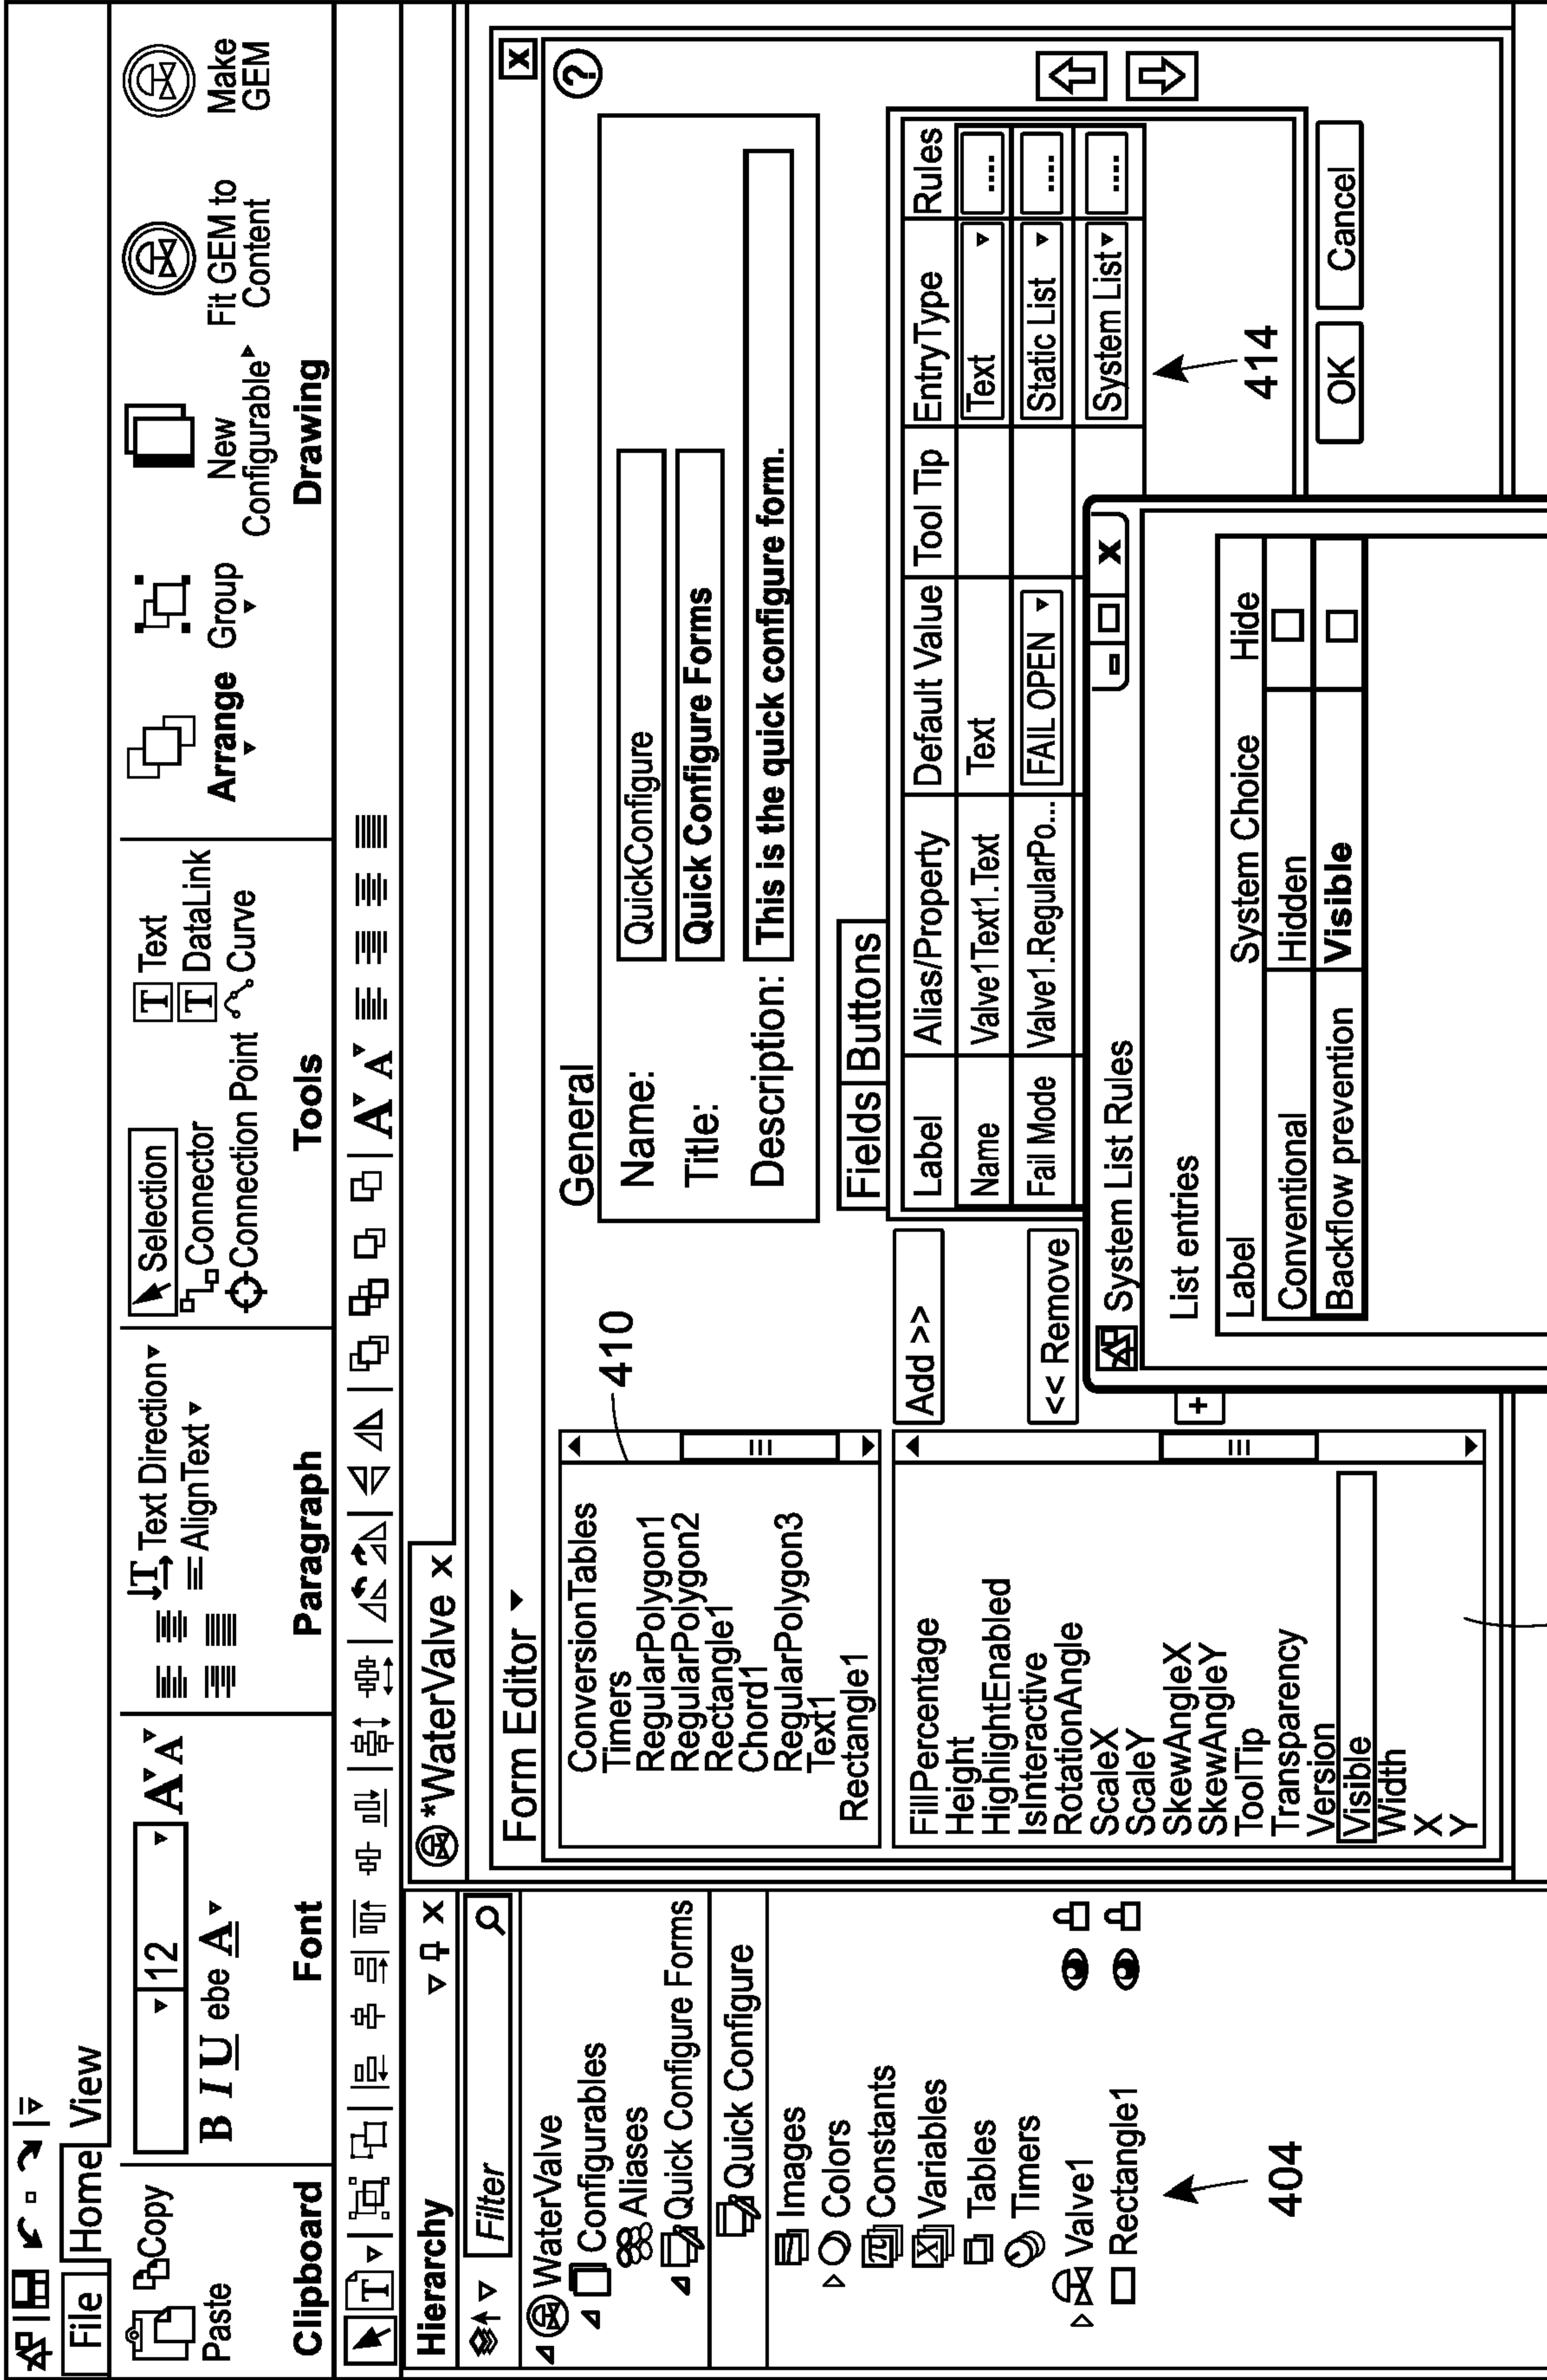 File Home View
Paste
Copy
Clipboard
12 A A
B I U ebe A
Font
T Text Direction
Align Text
Paragraph
Selection
Connector
Connection Point
T Text
T DataLink
Curve
Tools
Arrange
Group
New
Configurable
Fit GEM to
Content
Make
GEM
Drawing
T
A A
Hierarchy x
Filter
WaterValve
Configurables
Aliases
Quick Configure Forms
Quick Configure
Images
Colors
π Constants
X Variables
Tables
Timers
Valve1
Rectangle1
404
*WaterValve x
Form Editor x
?
ConversionTables
Timers
RegularPolygon1
RegularPolygon2
Rectangle1
Chord1
RegularPolygon3
Text1
Rectangle1
410
FillPercentage
Height
HighlightEnabled
IsInteractive
RotationAngle
ScaleX
ScaleY
SkewAngleX
SkewAngleY
ToolTip
Transparency
Version
Visible
Width
X
Y
Add >>
<< Remove
+
General
Name: QuickConfigure
Title: Quick Configure Forms
Description: This is the quick configure form.
Fields Buttons
Label Alias/Property Default Value Tool Tip EntryType Rules
Name Valve1Text1.Text Text Text ....
Fail Mode Valve1.RegularPo... FAIL OPEN Static List ....
System List ....
414
OK Cancel
System List Rules x
List entries
Label System Choice Hide
Conventional Hidden
Backflow prevention Visible